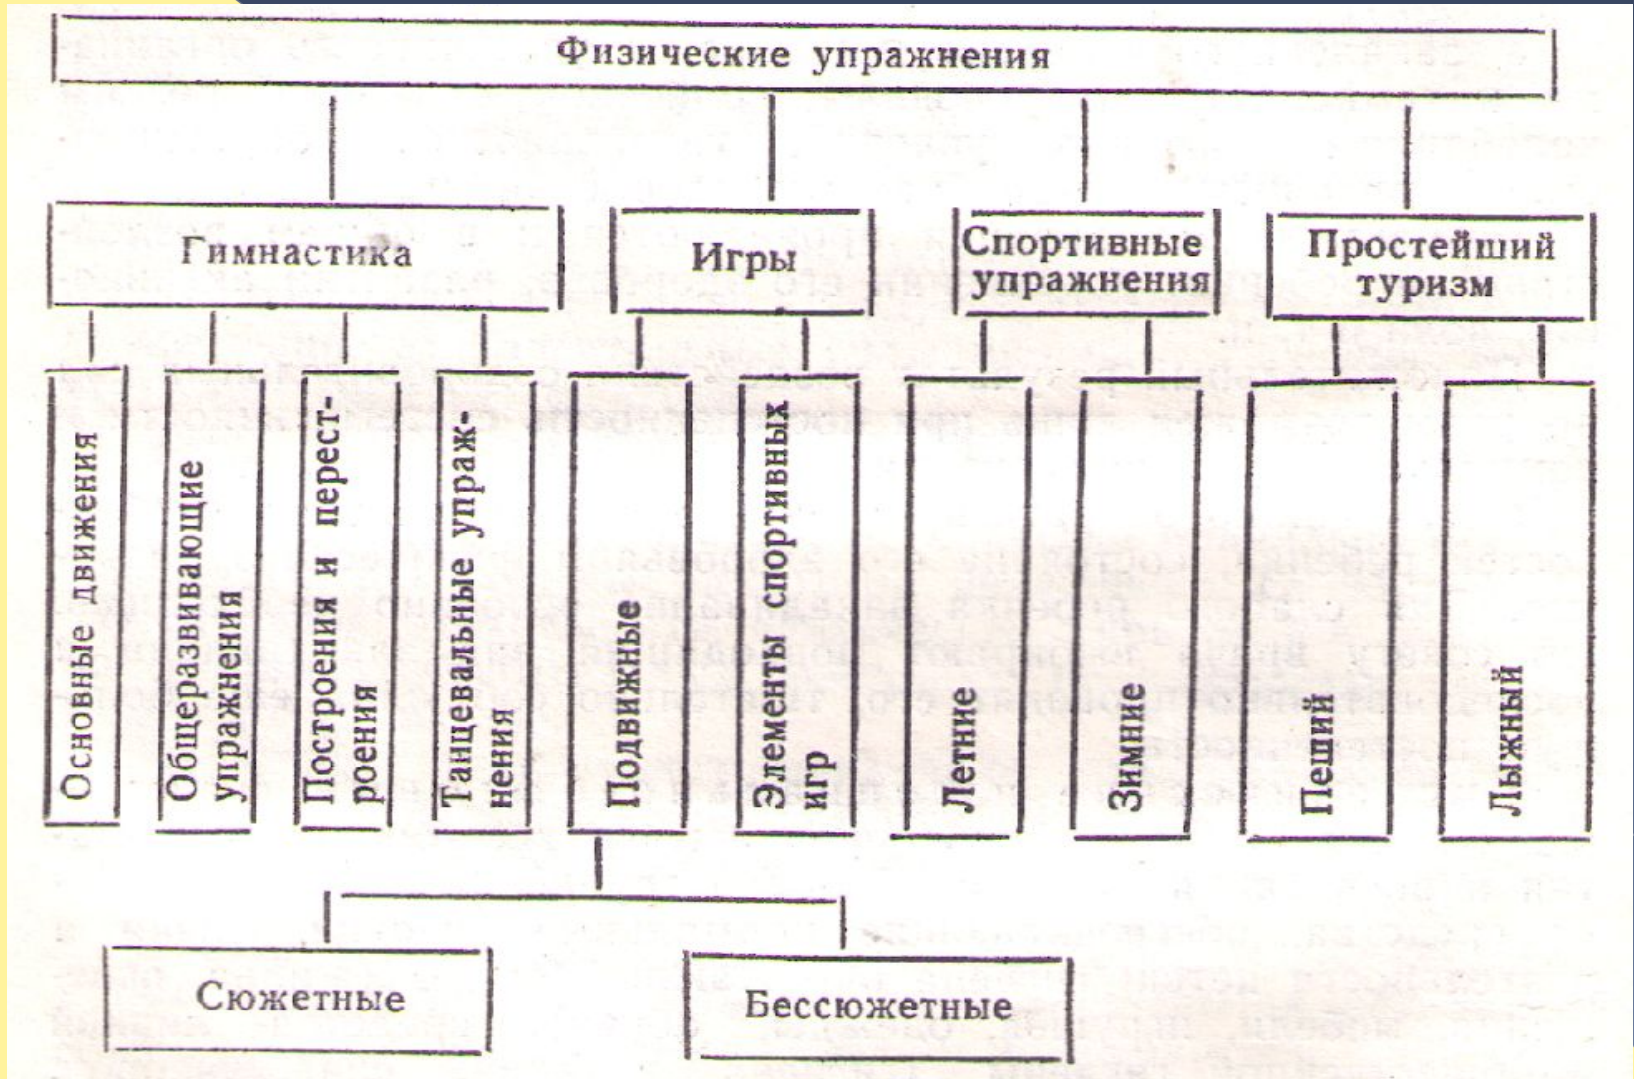 Физические упражнения
Гимнастика
Игры
Спортивные
упражнения
Простейший
туризм
Основные движения
Общеразвивающие
упражнения
Построения и перест-
роения
Танцевальные упраж-
нения
Подвижные
Элементы спортивных
игр
Летние
Зимние
Пеший
Лыжный
Сюжетные
Бессюжетные